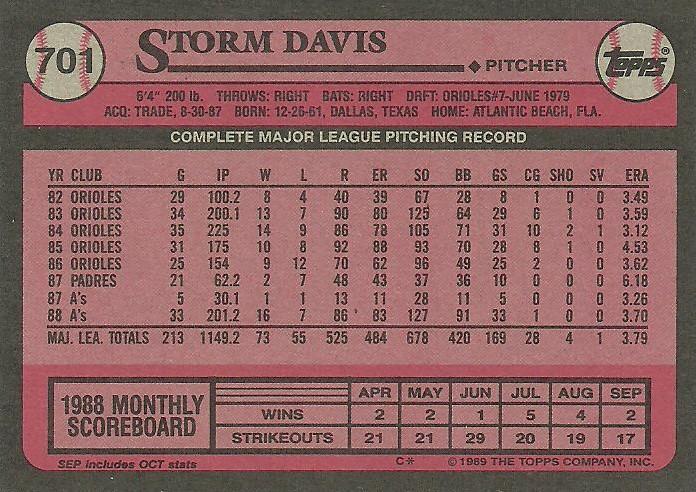 701 STORM DAVIS
PITCHER
TOPPS®
6'4" 200 lb. THROWS: RIGHT BATS: RIGHT DRFT: ORIOLES#7-JUNE 1979
ACQ: TRADE, 8-30-87 BORN: 12-26-61, DALLAS, TEXAS HOME: ATLANTIC BEACH, FLA.
COMPLETE MAJOR LEAGUE PITCHING RECORD
YR CLUB G IP W L R ER SO BB GS CG SHO SV ERA
82 ORIOLES 29 100.2 8 4 40 39 67 28 8 1 0 0 3.49
83 ORIOLES 34 200.1 13 7 90 80 125 64 29 6 1 0 3.59
84 ORIOLES 35 225 14 9 86 78 105 71 31 10 2 1 3.12
85 ORIOLES 31 175 10 8 92 88 93 70 28 8 1 0 4.53
86 ORIOLES 25 154 9 12 70 62 96 49 25 2 0 0 3.62
87 PADRES 21 62.2 2 7 48 43 37 36 10 0 0 0 6.18
87 A's 5 30.1 1 1 13 11 28 11 5 0 0 0 3.26
88 A's 33 201.2 16 7 86 83 127 91 33 1 0 0 3.70
MAJ. LEA. TOTALS 213 1149.2 73 55 525 484 678 420 169 28 4 1 3.79
1988 MONTHLY SCOREBOARD
APR MAY JUN JUL AUG SEP
WINS 2 2 1 5 4 2
STRIKEOUTS 21 21 29 20 19 17
SEP includes OCT stats
C* ©1989 THE TOPPS COMPANY, INC.